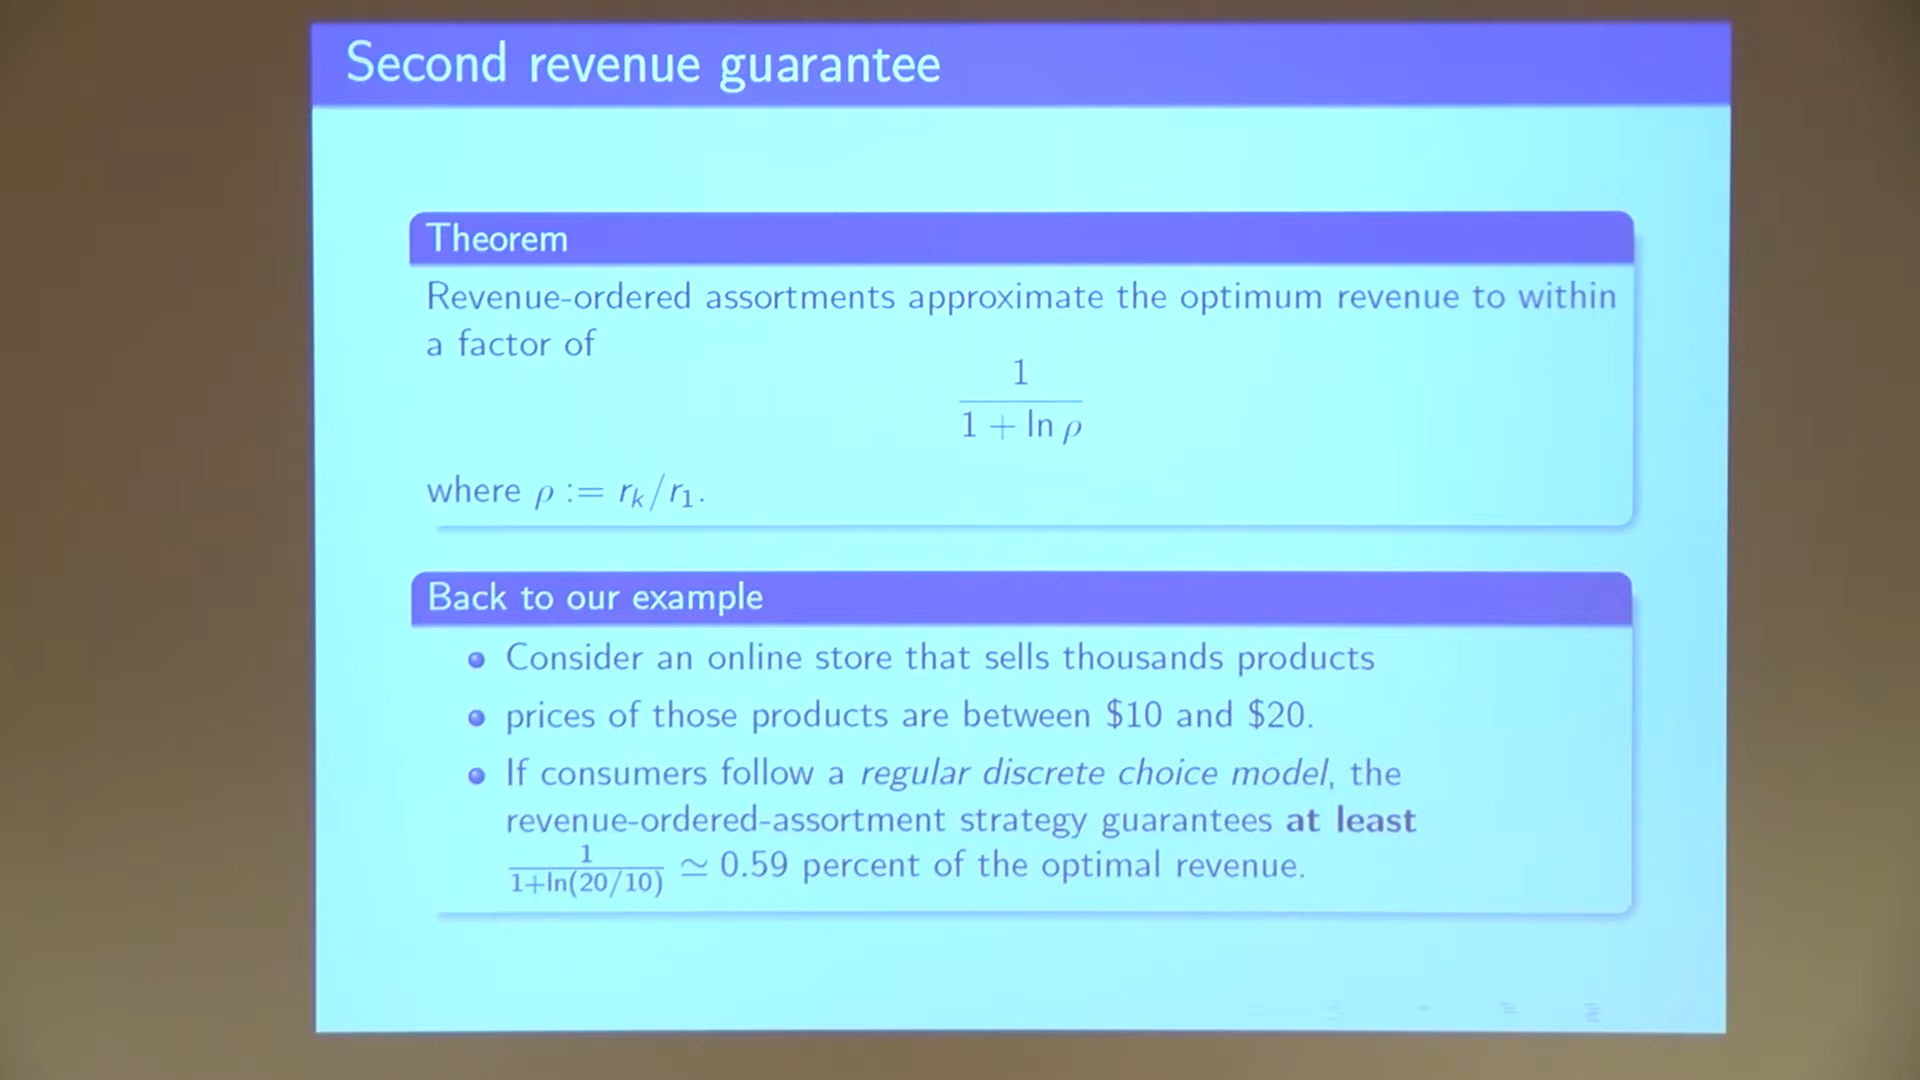 Second revenue guarantee
Theorem
Revenue-ordered assortments approximate the optimum revenue to within
a factor of
1
1 + ln ρ
where ρ := rₖ/r₁.
Back to our example
Consider an online store that sells thousands products
prices of those products are between $10 and $20.
If consumers follow a regular discrete choice model, the
revenue-ordered-assortment strategy guarantees at least
1/1+ln(20/10) ≃ 0.59 percent of the optimal revenue.